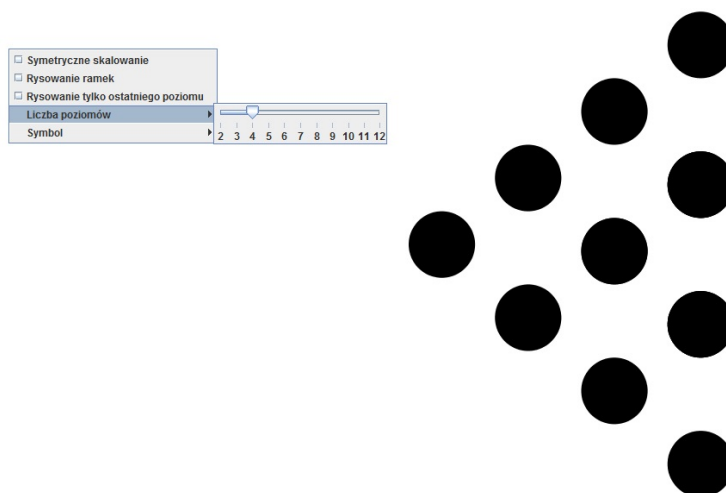 Symetryczne skalowanie
Rysowanie ramek
Rysowanie tylko ostatniego poziomu
Liczba poziomów
2 3 4 5 6 7 8 9 10 11 12
Symbol